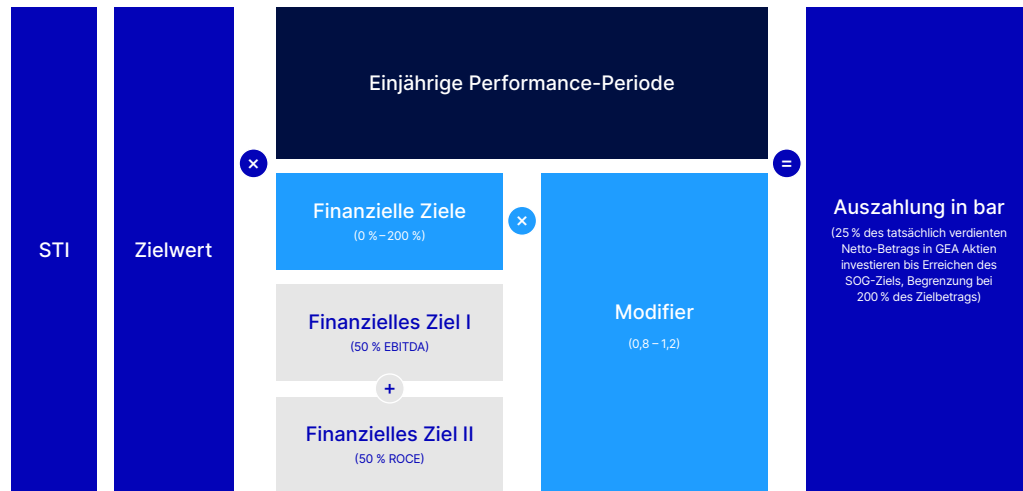 STI
Zielwert
×
Einjährige Performance-Periode
Finanzielle Ziele
(0 % – 200 %)
×
Finanzielles Ziel I
(50 % EBITDA)
+
Finanzielles Ziel II
(50 % ROCE)
Modifier
(0,8 – 1,2)
=
Auszahlung in bar
(25 % des tatsächlich verdienten
Netto-Betrags in GEA Aktien
investieren bis Erreichen des
SOG-Ziels, Begrenzung bei
200 % des Zielbetrags)